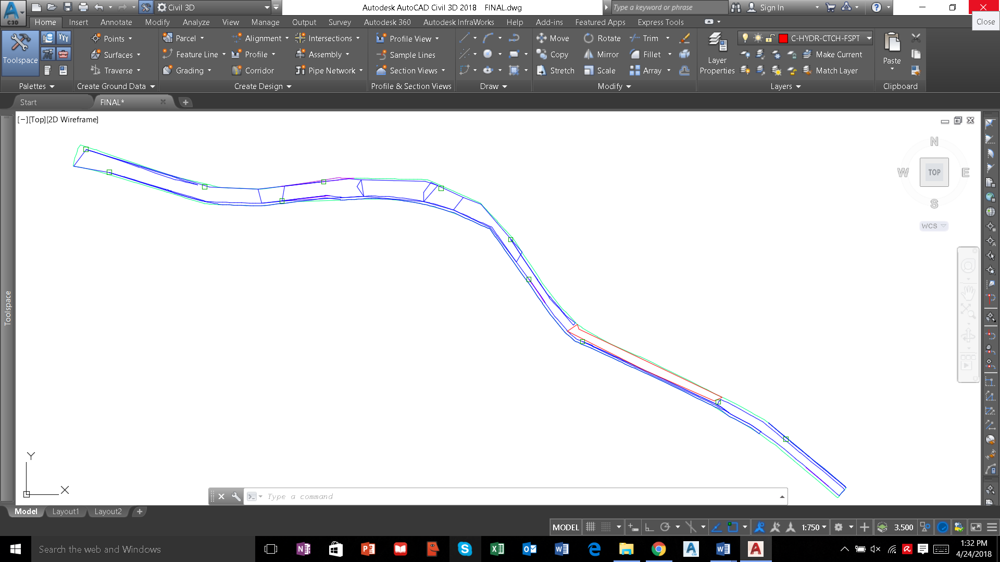 C3D
Civil 3D
Autodesk AutoCAD Civil 3D 2018 FINAL.dwg
Type a keyword or phrase
Sign In
Close
Home Insert Annotate Modify Analyze View Manage Output Survey Autodesk 360 Autodesk InfraWorks Help Add-ins Featured Apps Express Tools
Toolspace
Points
Surfaces
Traverse
Parcel
Feature Line
Grading
Alignment
Profile
Corridor
Intersections
Assembly
Pipe Network
Profile View
Sample Lines
Section Views
Move
Copy
Stretch
Rotate
Mirror
Scale
Trim
Fillet
Array
Layer
Properties
C-HYDR-CTCH-FSPT
Make Current
Match Layer
Paste
Palettes Create Ground Data Create Design Profile & Section Views Draw Modify Layers Clipboard
Start FINAL*
[−][Top][2D Wireframe]
N
W TOP E
S
WCS
Toolspace
Y
X
Type a command
Model Layout1 Layout2
MODEL 1:750 3.500
Search the web and Windows
1:32 PM
4/24/2018